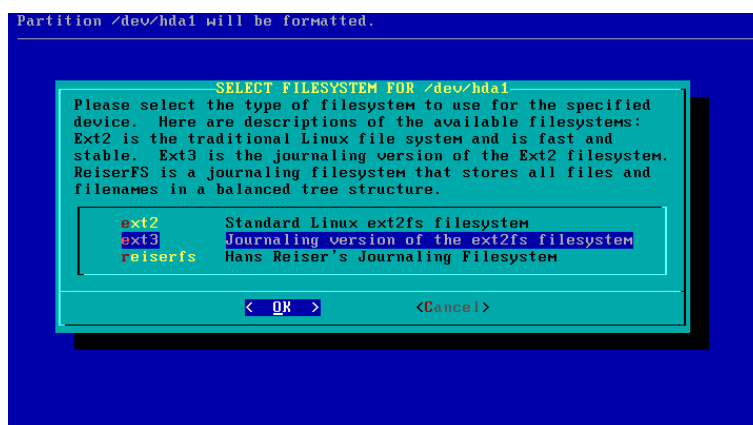 Partition /dev/hda1 will be formatted.
SELECT FILESYSTEM FOR /dev/hda1
Please select the type of filesystem to use for the specified
device.  Here are descriptions of the available filesystems:
Ext2 is the traditional Linux file system and is fast and
stable.  Ext3 is the journaling version of the Ext2 filesystem.
ReiserFS is a journaling filesystem that stores all files and
filenames in a balanced tree structure.
ext2 Standard Linux ext2fs filesystem
ext3 Journaling version of the ext2fs filesystem
reiserfs Hans Reiser's Journaling Filesystem
< OK > <Cancel>